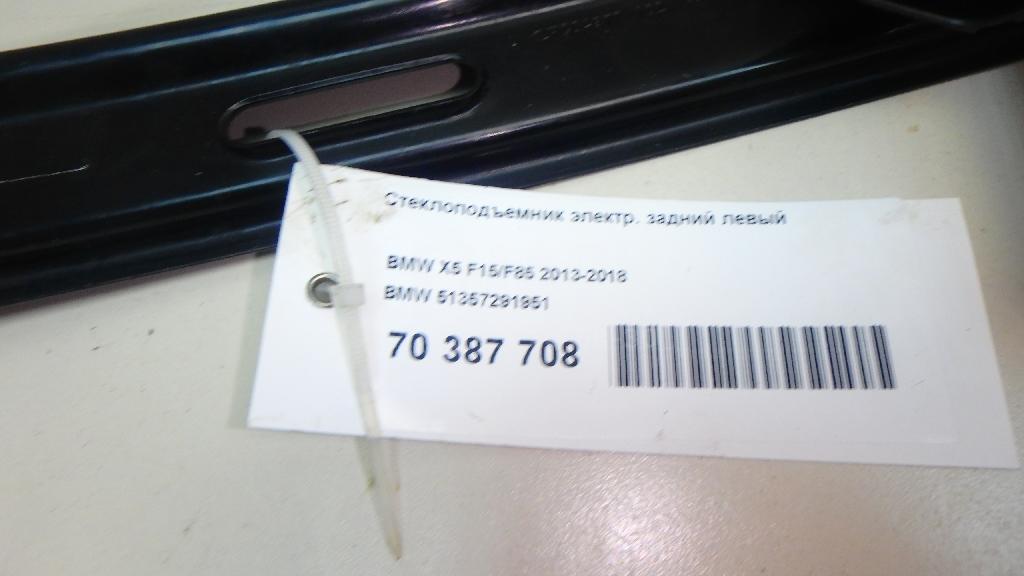 Стеклоподъемник электр. задний левый
BMW X5 F15/F85 2013-2018
BMW 51357291951
70 387 708